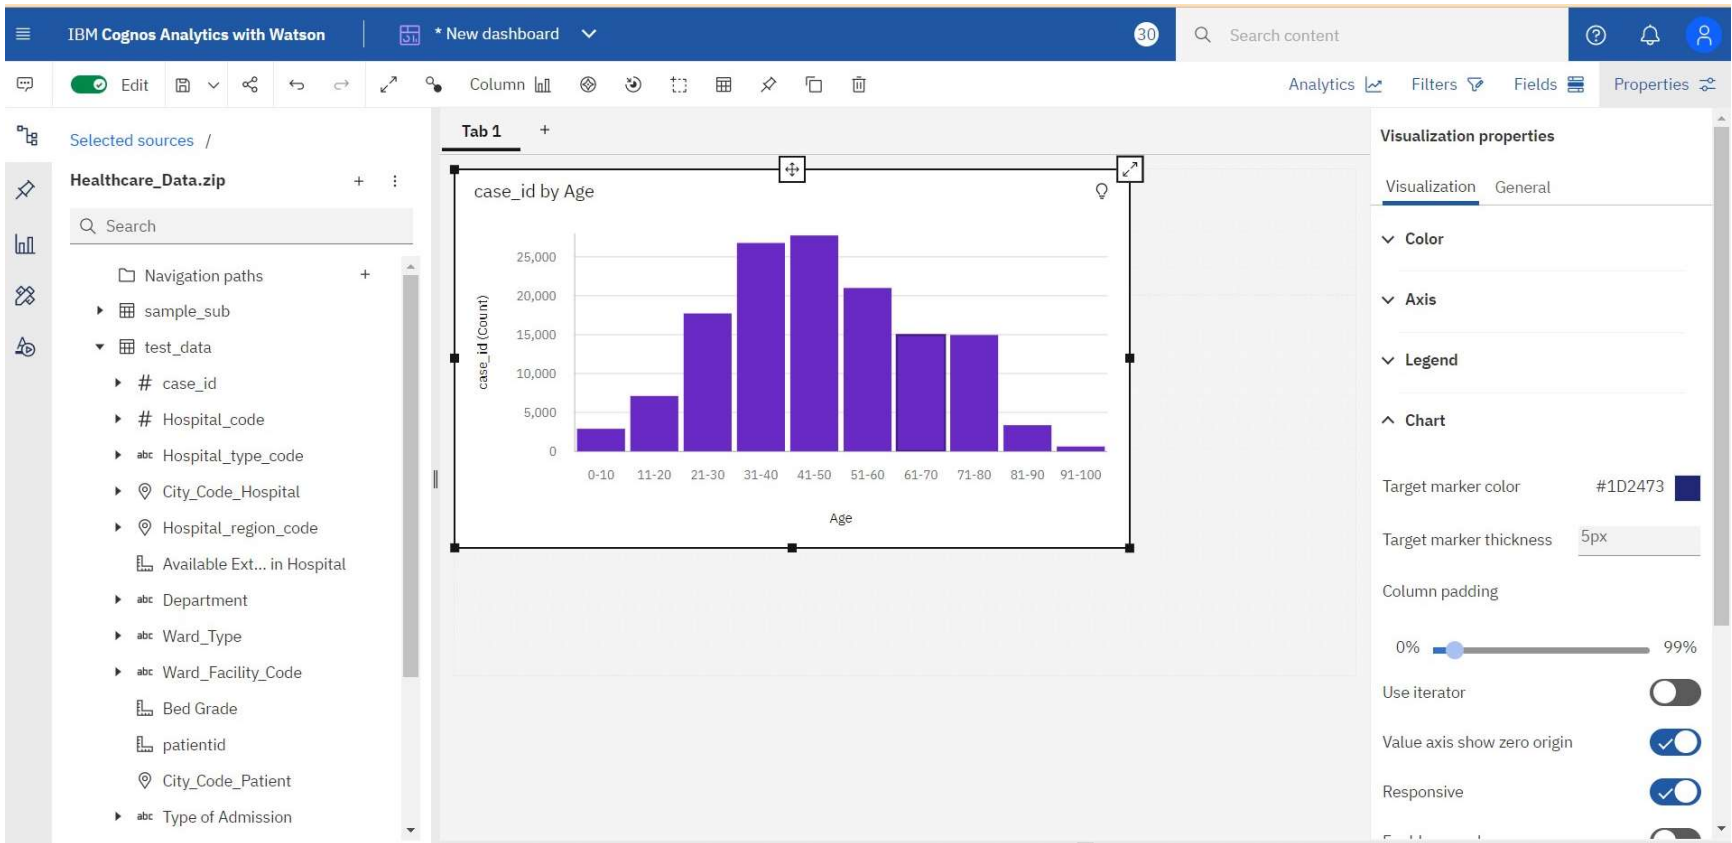 IBM Cognos Analytics with Watson
* New dashboard
30
Search content
Edit
Column
Analytics
Filters
Fields
Properties
Selected sources /
Healthcare_Data.zip
Search
Navigation paths
sample_sub
test_data
# case_id
# Hospital_code
abc Hospital_type_code
City_Code_Hospital
Hospital_region_code
Available Ext... in Hospital
abc Department
abc Ward_Type
abc Ward_Facility_Code
Bed Grade
patientid
City_Code_Patient
abc Type of Admission
Tab 1
case_id by Age
case_id (Count)
25,000
20,000
15,000
10,000
5,000
0
0-10 11-20 21-30 31-40 41-50 51-60 61-70 71-80 81-90 91-100
Age
Visualization properties
Visualization General
Color
Axis
Legend
Chart
Target marker color #1D2473
Target marker thickness 5px
Column padding
0% 99%
Use iterator
Value axis show zero origin
Responsive